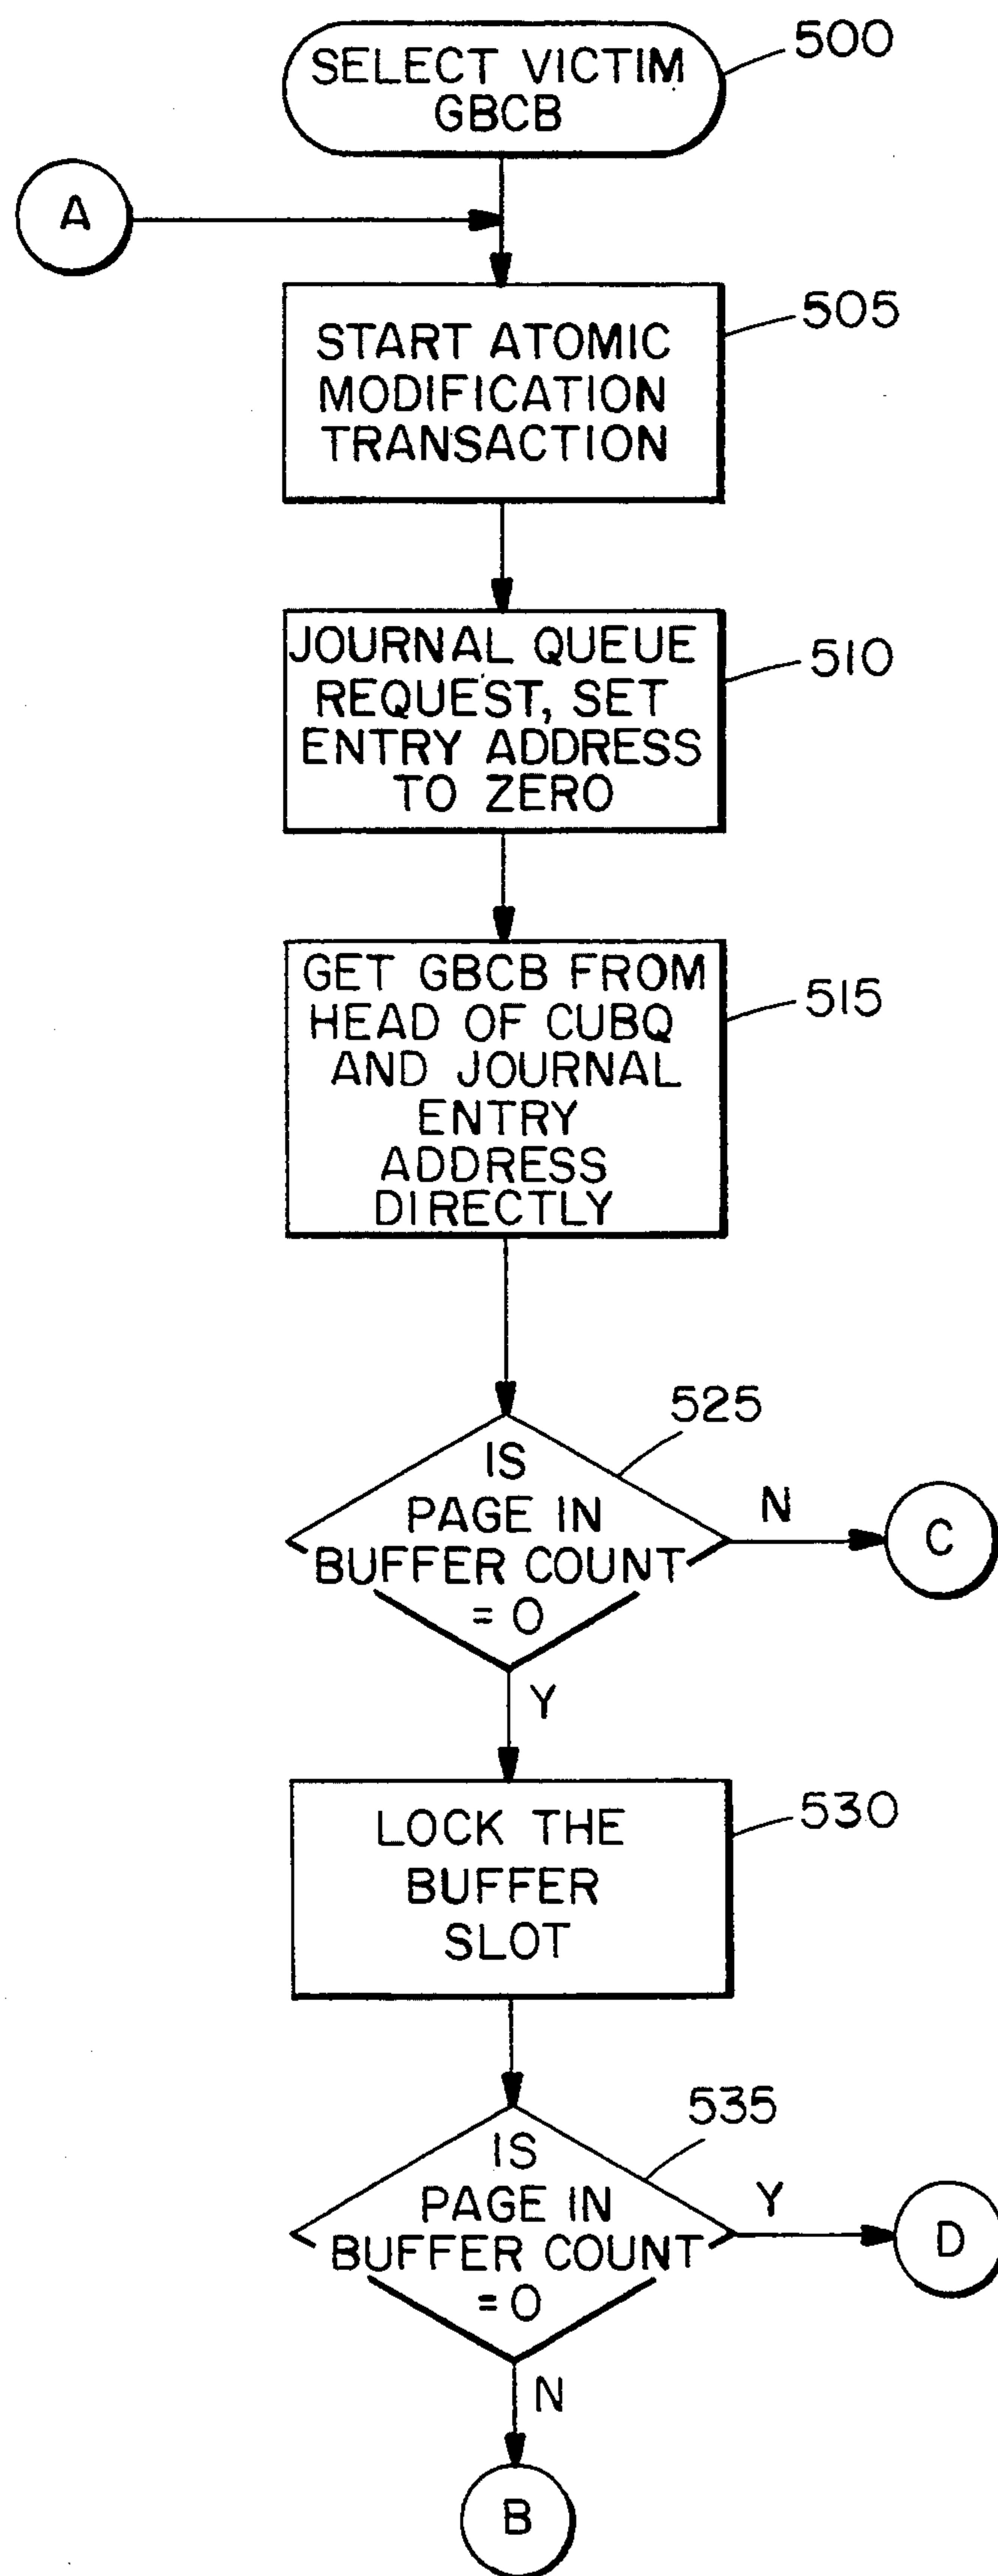 SELECT VICTIM
GBCB
500
A
START ATOMIC
MODIFICATION
TRANSACTION
505
JOURNAL QUEUE
REQUEST, SET
ENTRY ADDRESS
TO ZERO
510
GET GBCB FROM
HEAD OF CUBQ
AND JOURNAL
ENTRY
ADDRESS
DIRECTLY
515
525
IS
PAGE IN
BUFFER COUNT
= 0
N
C
Y
LOCK THE
BUFFER
SLOT
530
535
IS
PAGE IN
BUFFER COUNT
= 0
Y
D
N
B